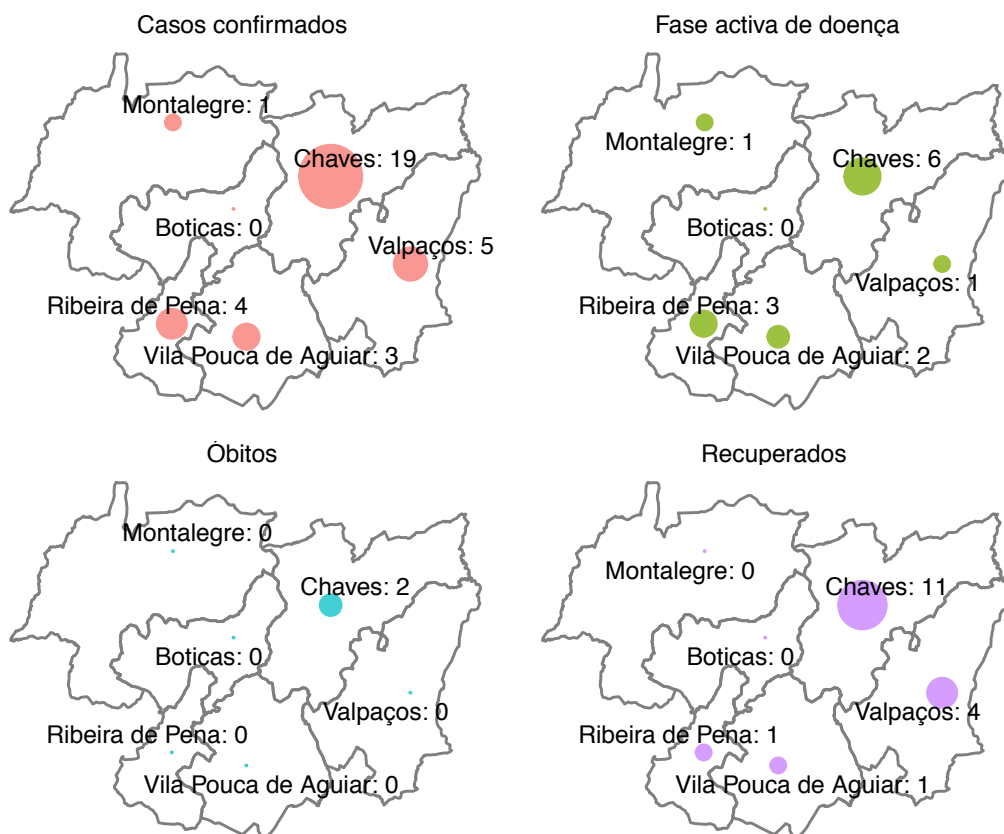 Casos confirmados
Montalegre: 1
Chaves: 19
Boticas: 0
Valpaços: 5
Ribeira de Pena: 4
Vila Pouca de Aguiar: 3
Fase activa de doença
Montalegre: 1
Chaves: 6
Boticas: 0
Valpaços: 1
Ribeira de Pena: 3
Vila Pouca de Aguiar: 2
Óbitos
Montalegre: 0
Chaves: 2
Boticas: 0
Valpaços: 0
Ribeira de Pena: 0
Vila Pouca de Aguiar: 0
Recuperados
Montalegre: 0
Chaves: 11
Boticas: 0
Valpaços: 4
Ribeira de Pena: 1
Vila Pouca de Aguiar: 1